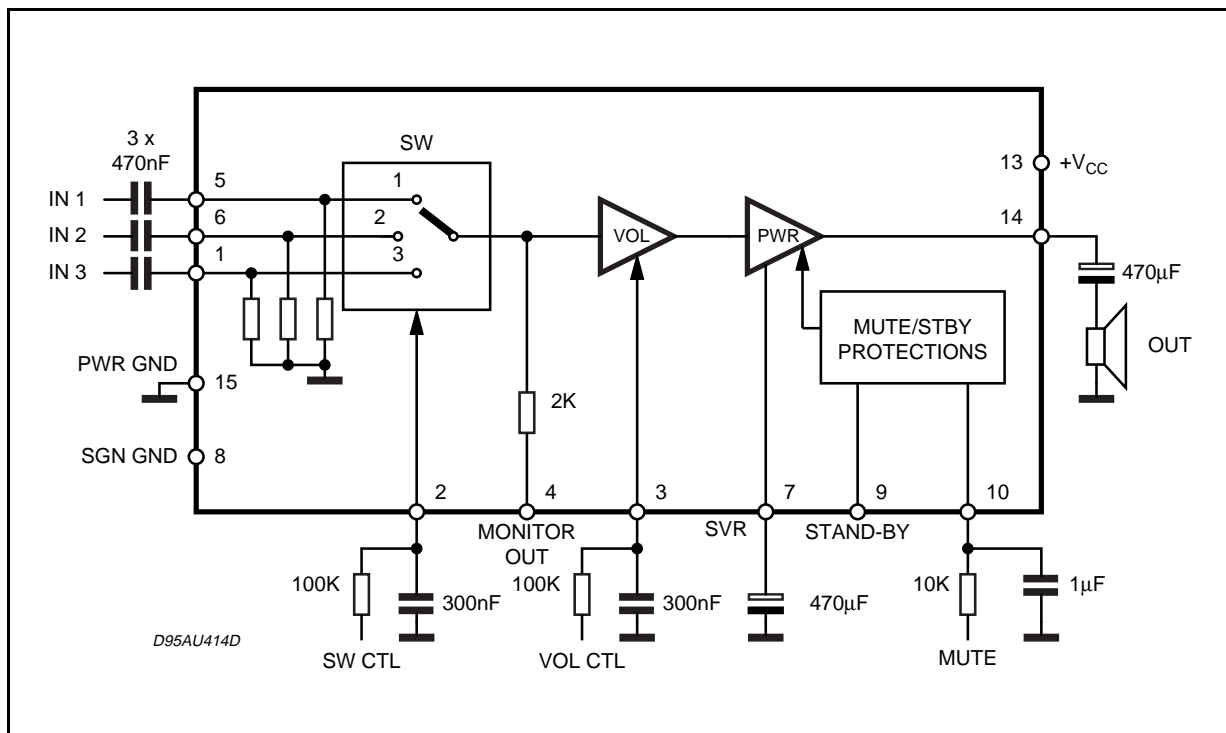 3 x
470nF
IN 1
IN 2
IN 3
5
6
1
SW
1
2
3
VOL
PWR
13
+VCC
14
470µF
OUT
MUTE/STBY
PROTECTIONS
PWR GND
15
SGN GND
8
2K
2
4
3
7
9
10
MONITOR
OUT
SVR
STAND-BY
100K
300nF
100K
300nF
470µF
10K
1µF
D95AU414D
SW CTL
VOL CTL
MUTE